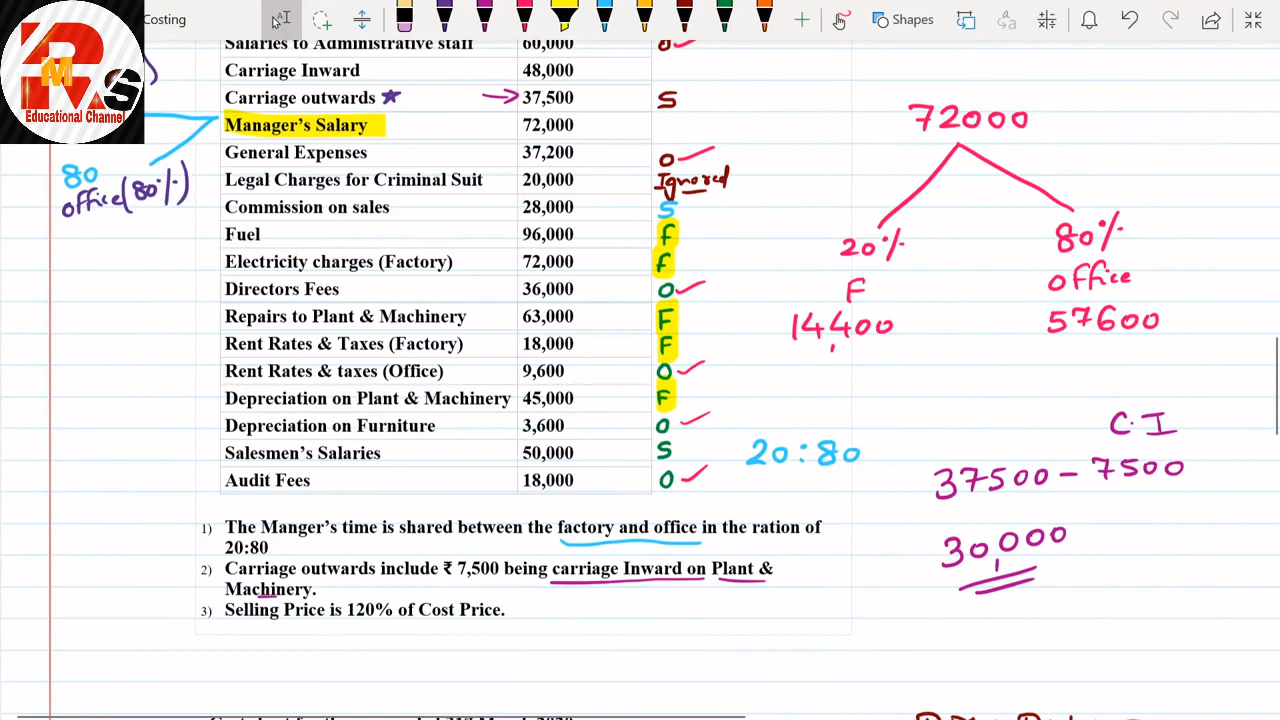 Costing
RMS
Educational Channel
Salaries to Administrative staff 60,000 O
Carriage Inward 48,000
Carriage outwards 37,500 S
Manager's Salary 72,000
General Expenses 37,200 O
Legal Charges for Criminal Suit 20,000 Ignored
Commission on sales 28,000 S
Fuel 96,000 F
Electricity charges (Factory) 72,000 F
Directors Fees 36,000 O
Repairs to Plant & Machinery 63,000 F
Rent Rates & Taxes (Factory) 18,000 F
Rent Rates & taxes (Office) 9,600 O
Depreciation on Plant & Machinery 45,000 F
Depreciation on Furniture 3,600 O
Salesmen's Salaries 50,000 S
Audit Fees 18,000 O
80
office(80%)
Shapes
72000
20% 80%
F office
14,400 57600
20:80
C.I
37500 - 7500
30,000
1) The Manger's time is shared between the factory and office in the ration of
20:80
2) Carriage outwards include ₹ 7,500 being carriage Inward on Plant &
Machinery.
3) Selling Price is 120% of Cost Price.